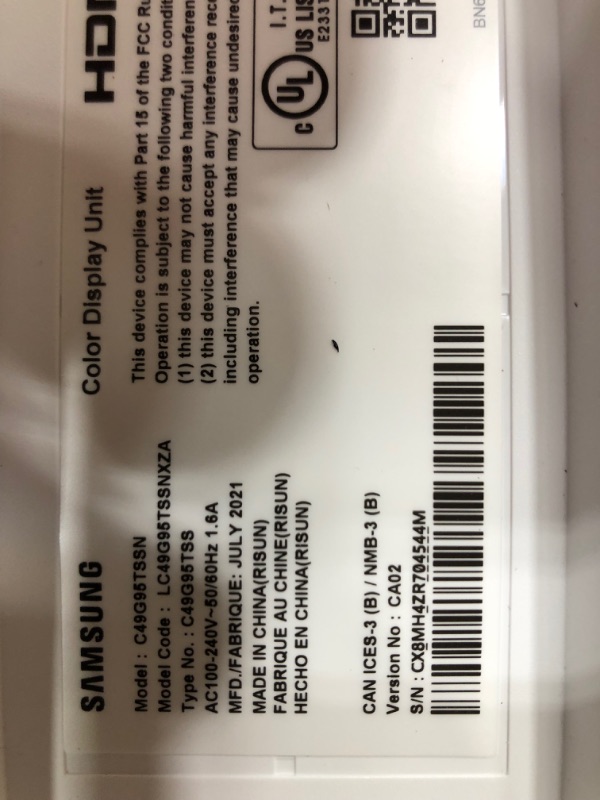 SAMSUNG
Color Display Unit
Model : C49G95TSSN
Model Code : LC49G95TSSNXZA
Type No. : C49G95TSS
AC100-240V~50/60Hz 1.6A
MFD./FABRIQUE: JULY 2021
MADE IN CHINA(RISUN)
FABRIQUE AU CHINE(RISUN)
HECHO EN CHINA(RISUN)
CAN ICES-3 (B) / NMB-3 (B)
Version No : CA02
S/N : CX8MH4ZR704544M
This device complies with Part 15 of the FCC
Operation is subject to the following two
(1) this device may not cause harmful
(2) this device must accept any interference
including interference that may cause
operation.
C UL US
I.T.